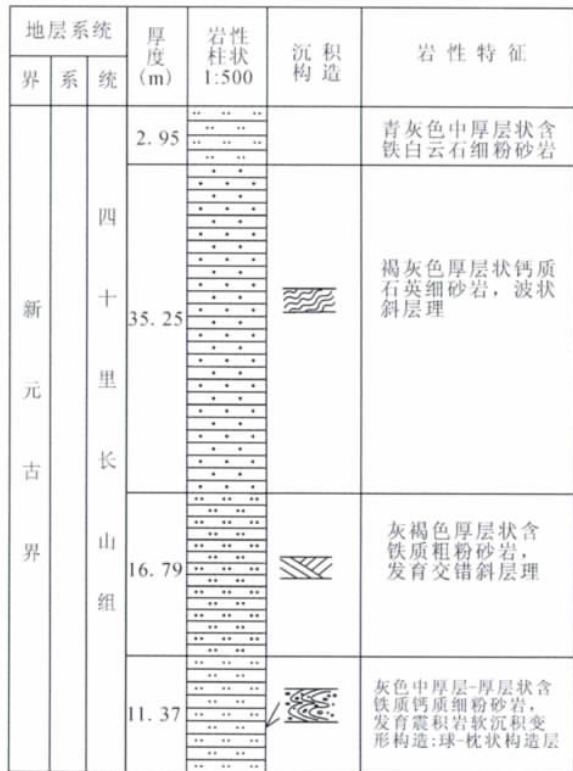 地层系统
界
系
统
厚度(m)
岩性柱状1:500
沉积构造
岩性特征
新元古界
四十里长山组
2.95
青灰色中厚层状含
铁白云石细粉砂岩
35.25
褐灰色厚层状钙质
石英细砂岩，波状
斜层理
16.79
灰褐色厚层状含
铁质粗粉砂岩，
发育交错斜层理
11.37
灰色中厚层-厚层状含
铁质钙质细粉砂岩，
发育震积岩软沉积变
形构造:球-枕状构造层